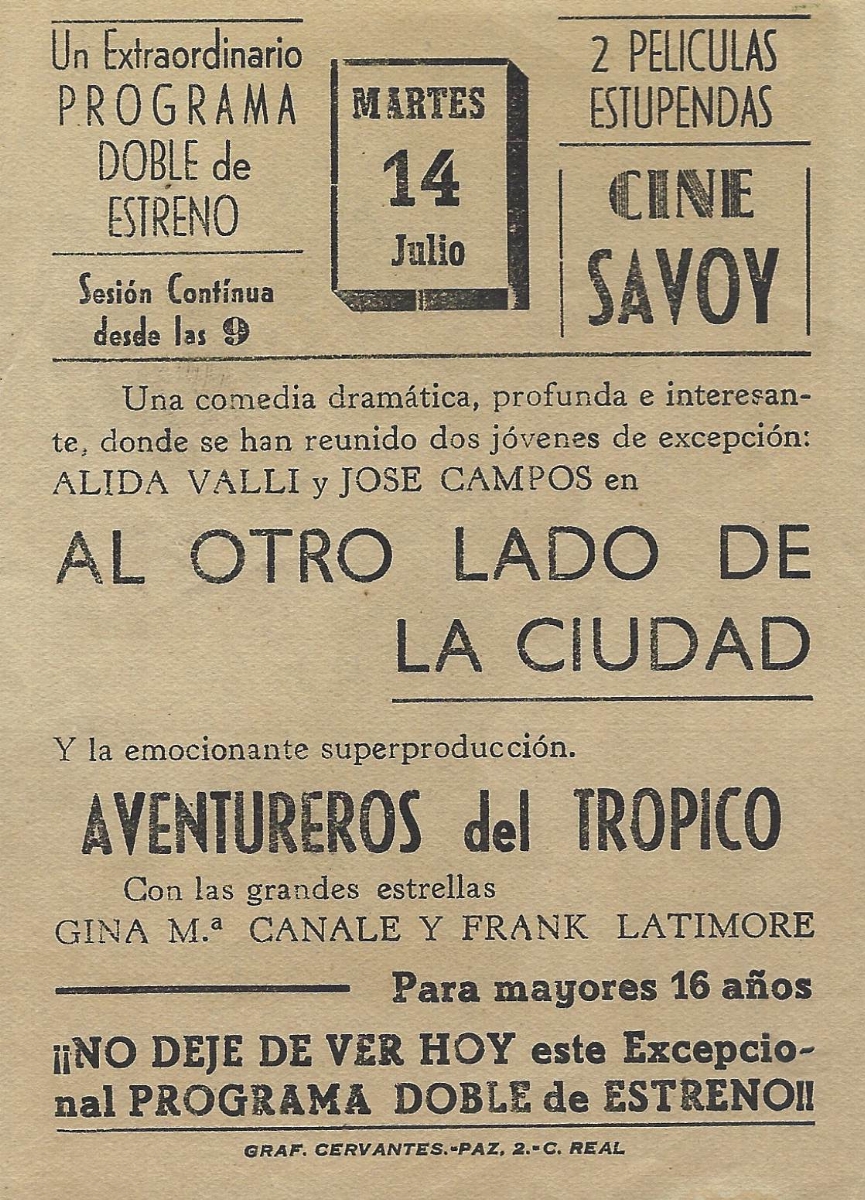 Un Extraordinario
PROGRAMA
DOBLE de
ESTRENO
Sesión Contínua
desde las 9
MARTES
14
Julio
2 PELICULAS
ESTUPENDAS
CINE
SAVOY
Una comedia dramática, profunda e interesan-
te, donde se han reunido dos jóvenes de excepción:
ALIDA VALLI y JOSE CAMPOS en
AL OTRO LADO DE
LA CIUDAD
Y la emocionante superproducción.
AVENTUREROS del TROPICO
Con las grandes estrellas
GINA M.ª CANALE Y FRANK LATIMORE
Para mayores 16 años
¡¡NO DEJE DE VER HOY este Excepcio-
nal PROGRAMA DOBLE de ESTRENO!!
GRAF. CERVANTES.-PAZ, 2.-C. REAL